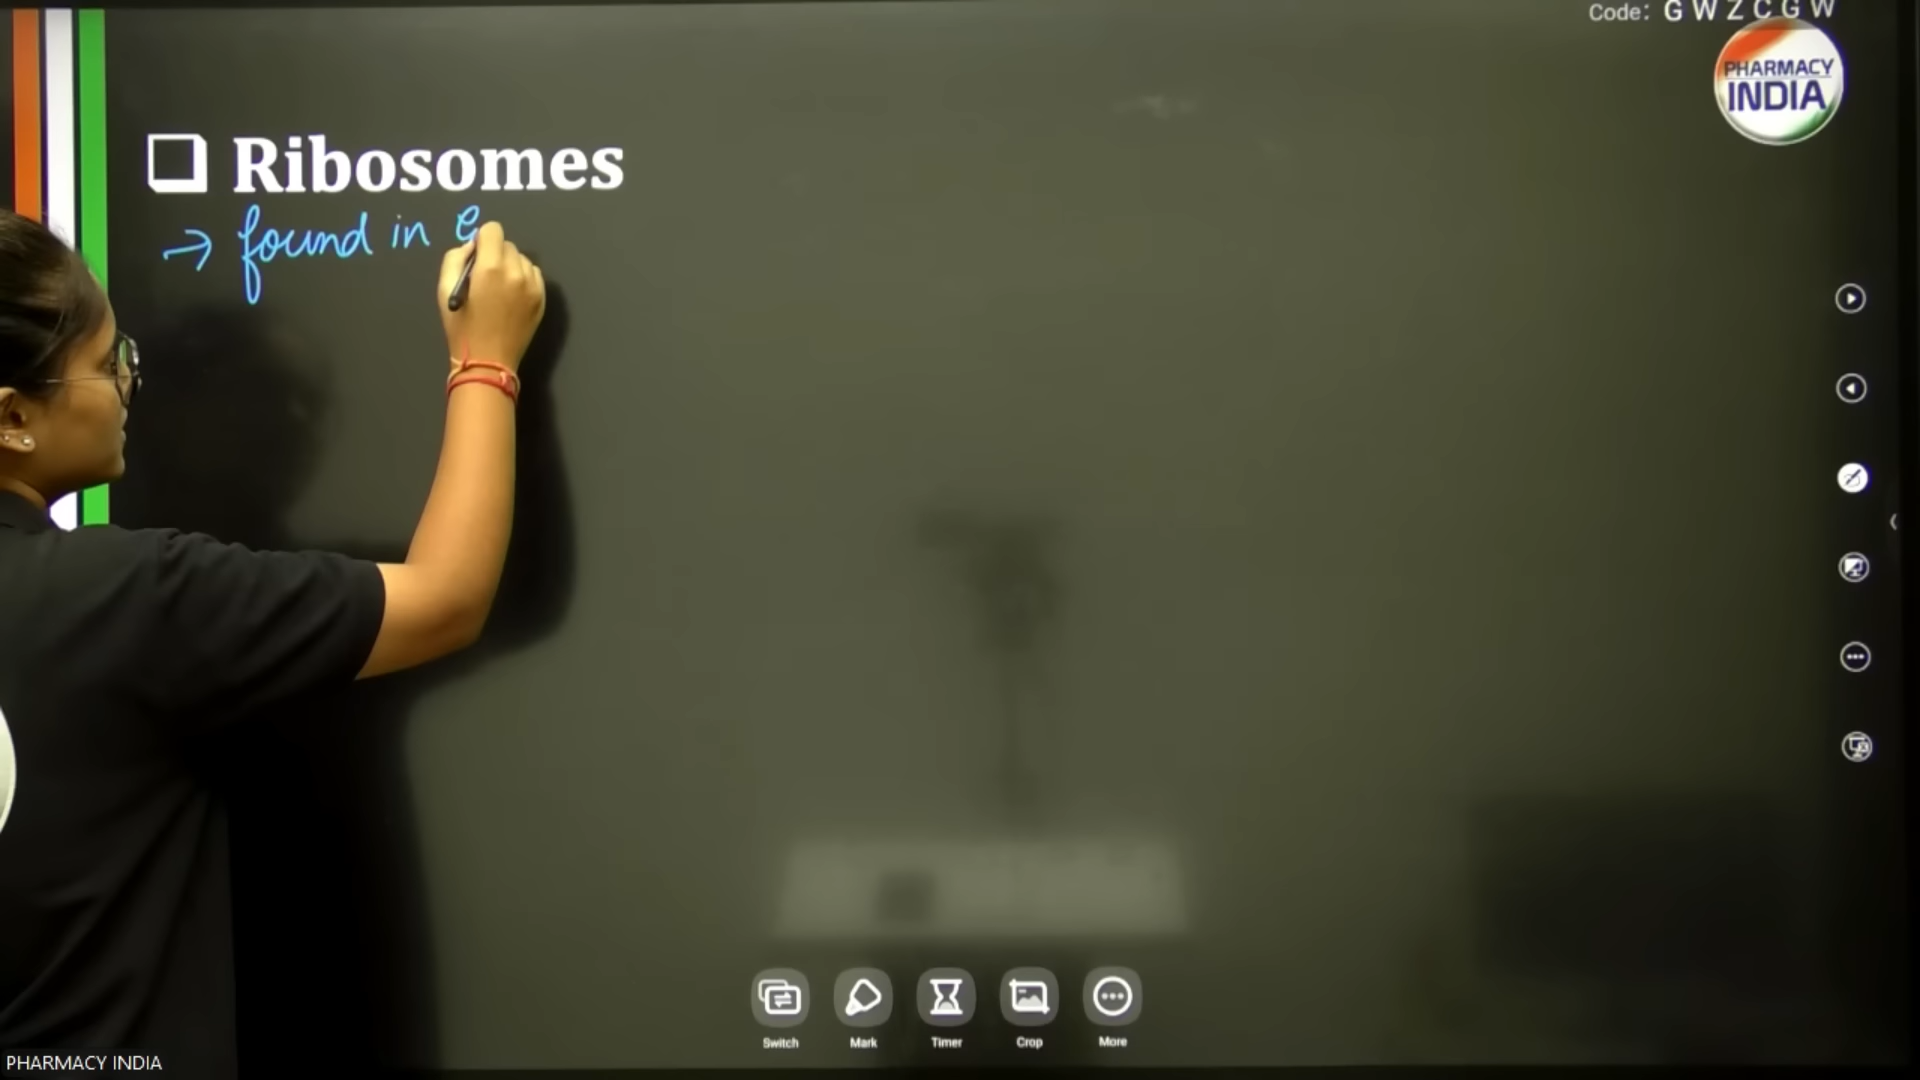 Code: GWZCGW
PHARMACY
INDIA
Ribosomes
→ found in
Switch
Mark
Timer
Crop
More
PHARMACY INDIA